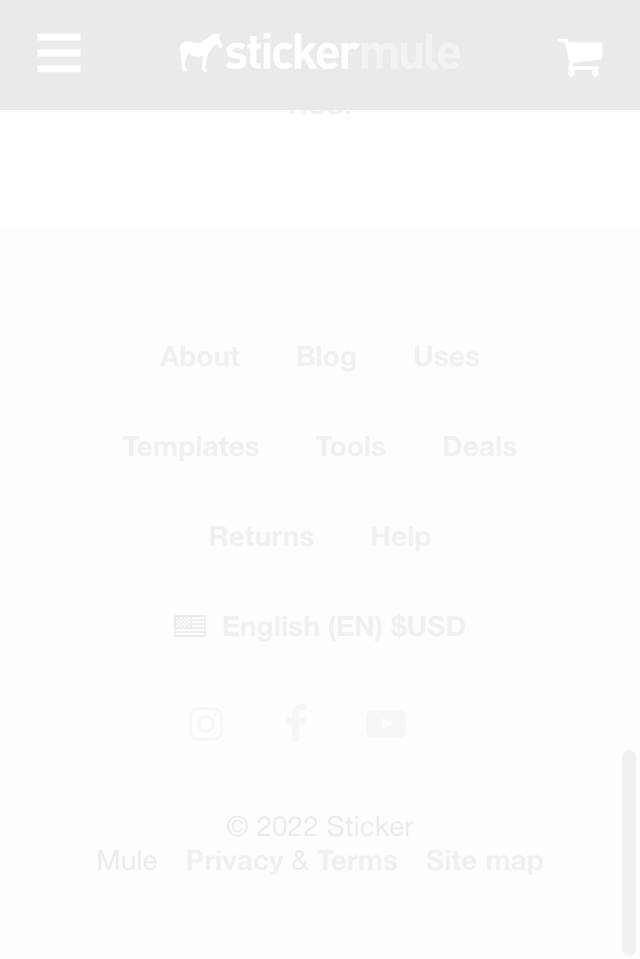 stickermule
RSS.
About Blog Uses
Templates Tools Deals
Returns Help
English (EN) $USD
© 2022 Sticker
Mule Privacy & Terms Site map